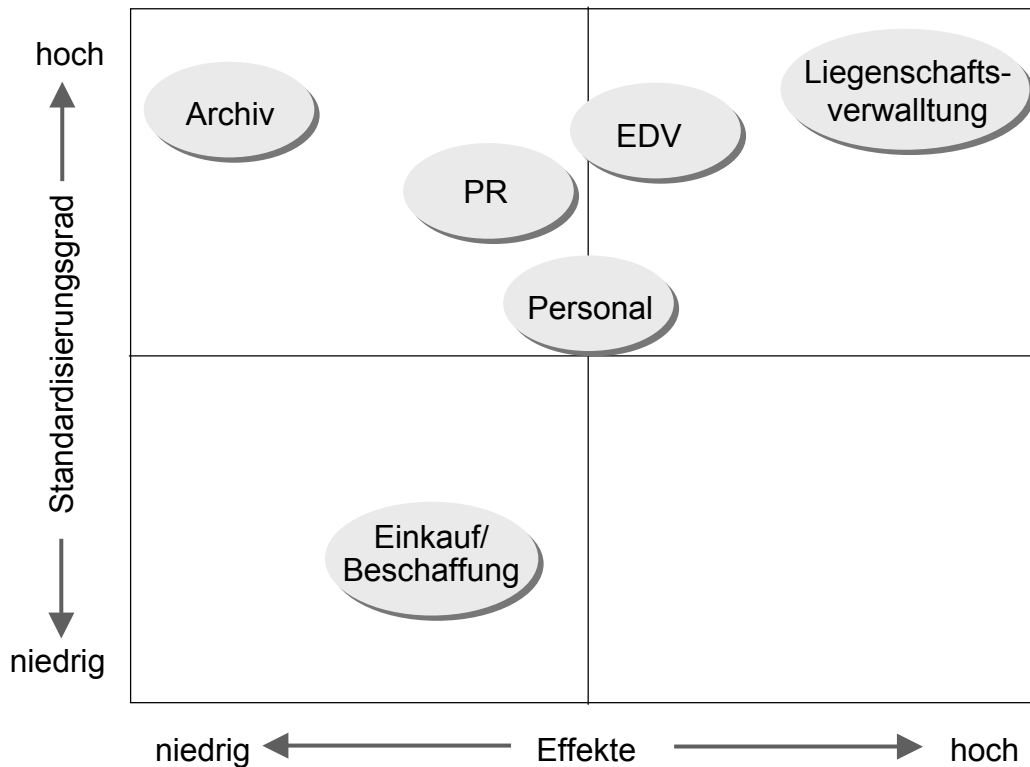 hoch
Standardisierungsgrad
niedrig
Archiv
PR
EDV
Liegenschafts-
verwalltung
Personal
Einkauf/
Beschaffung
niedrig
Effekte
hoch